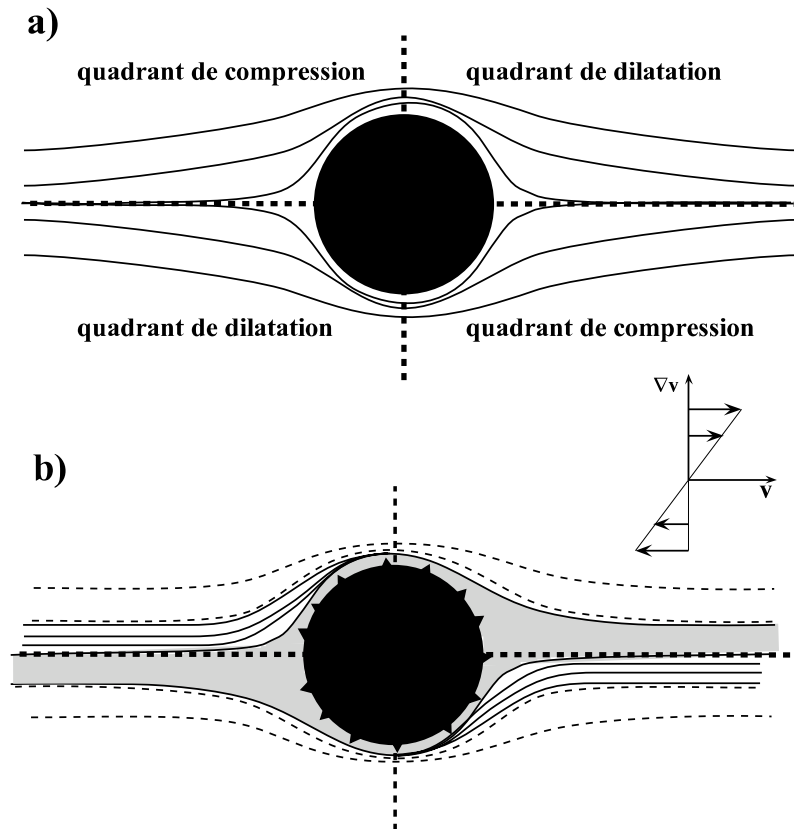 a)
quadrant de compression
quadrant de dilatation
quadrant de dilatation
quadrant de compression
∇v
v
b)